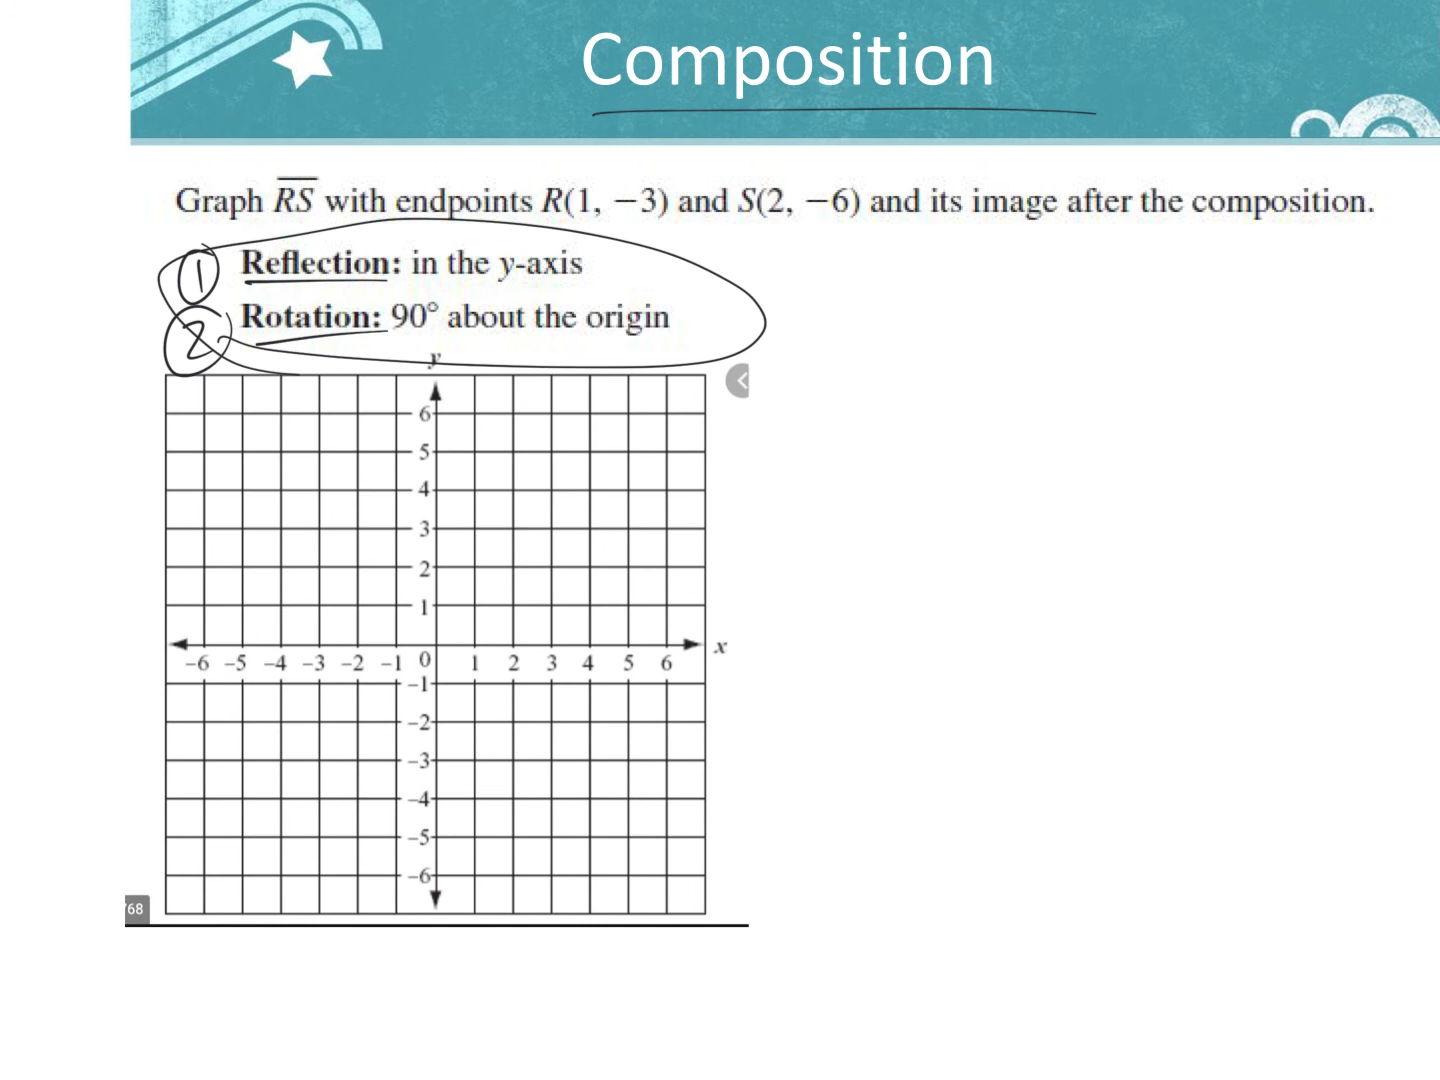 Composition
Graph RS with endpoints R(1, −3) and S(2, −6) and its image after the composition.
1 Reflection: in the y-axis
2 Rotation: 90° about the origin
y
6
5
4
3
2
1
-6 -5 -4 -3 -2 -1 0 1 2 3 4 5 6 x
-1
-2
-3
-4
-5
-6
68